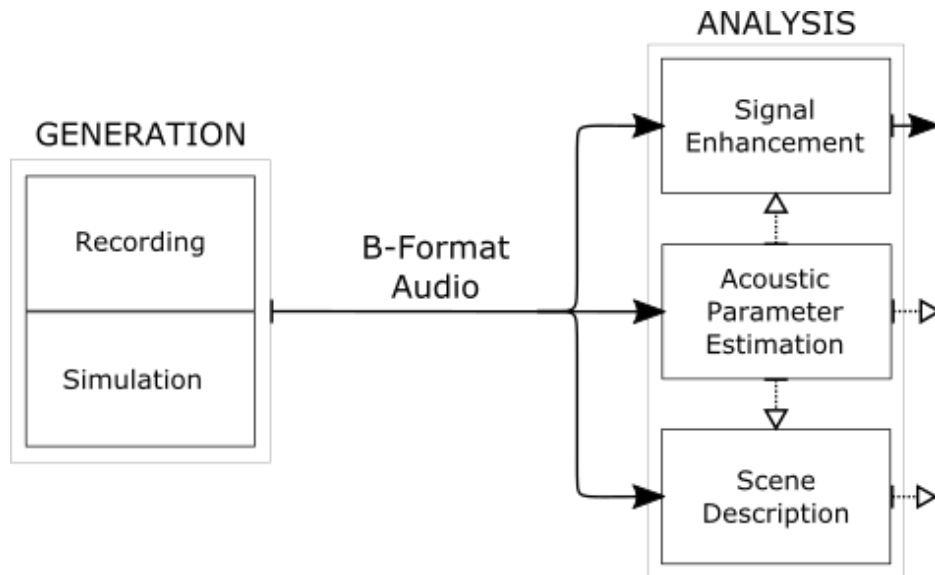 GENERATION
Recording
Simulation
B-Format
Audio
ANALYSIS
Signal
Enhancement
Acoustic
Parameter
Estimation
Scene
Description